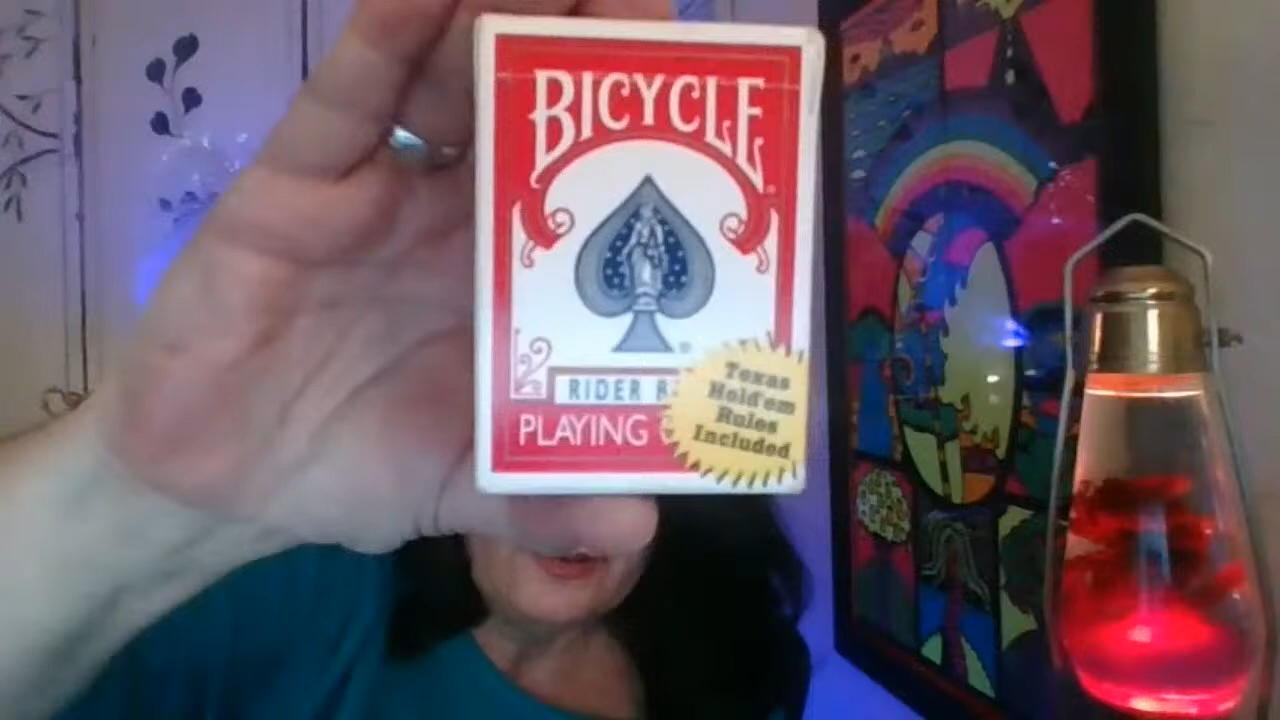 BICYCLE
RIDER
PLAYING
Texas
Hold'em
Rules
Included